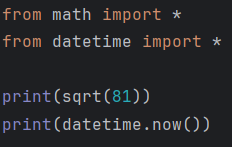 from math import *
from datetime import *
print(sqrt(81))
print(datetime.now())